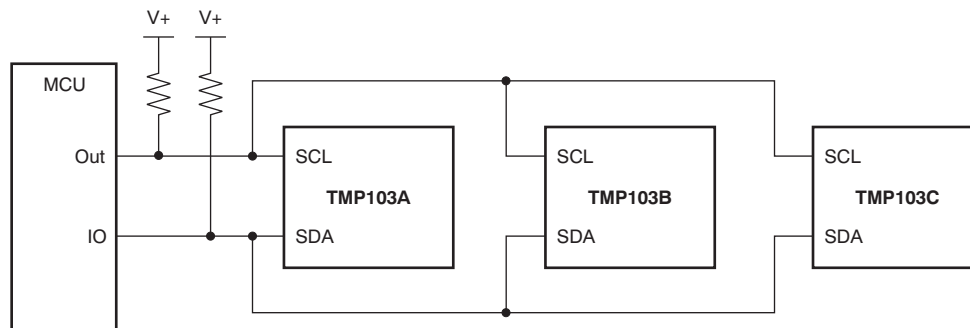 V+ V+
MCU
Out SCL SCL SCL
TMP103A TMP103B TMP103C
IO SDA SDA SDA